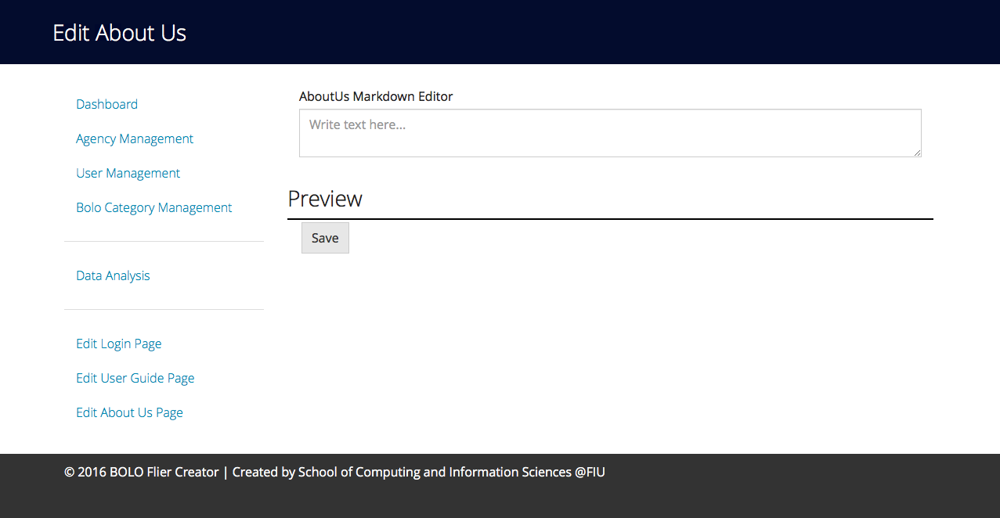 Edit About Us
Dashboard
Agency Management
User Management
Bolo Category Management
Data Analysis
Edit Login Page
Edit User Guide Page
Edit About Us Page
AboutUs Markdown Editor
Write text here...
Preview
Save
© 2016 BOLO Flier Creator | Created by School of Computing and Information Sciences @FIU